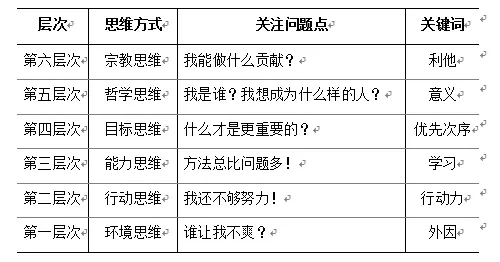 层次 思维方式 关注问题点 关键词
第六层次 宗教思维 我能做什么贡献？ 利他
第五层次 哲学思维 我是谁？我想成为什么样的人？ 意义
第四层次 目标思维 什么才是更重要的？ 优先次序
第三层次 能力思维 方法总比问题多！ 学习
第二层次 行动思维 我还不够努力！ 行动力
第一层次 环境思维 谁让我不爽？ 外因